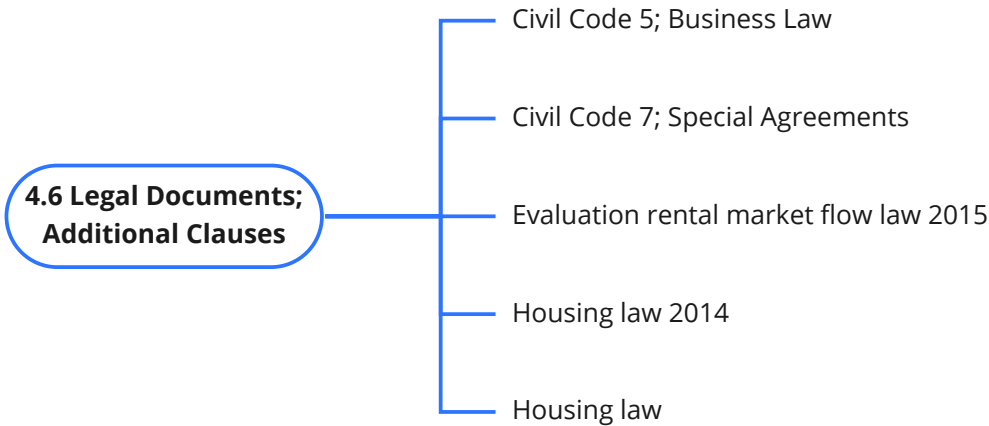 4.6 Legal Documents;
Additional Clauses
Civil Code 5; Business Law
Civil Code 7; Special Agreements
Evaluation rental market flow law 2015
Housing law 2014
Housing law